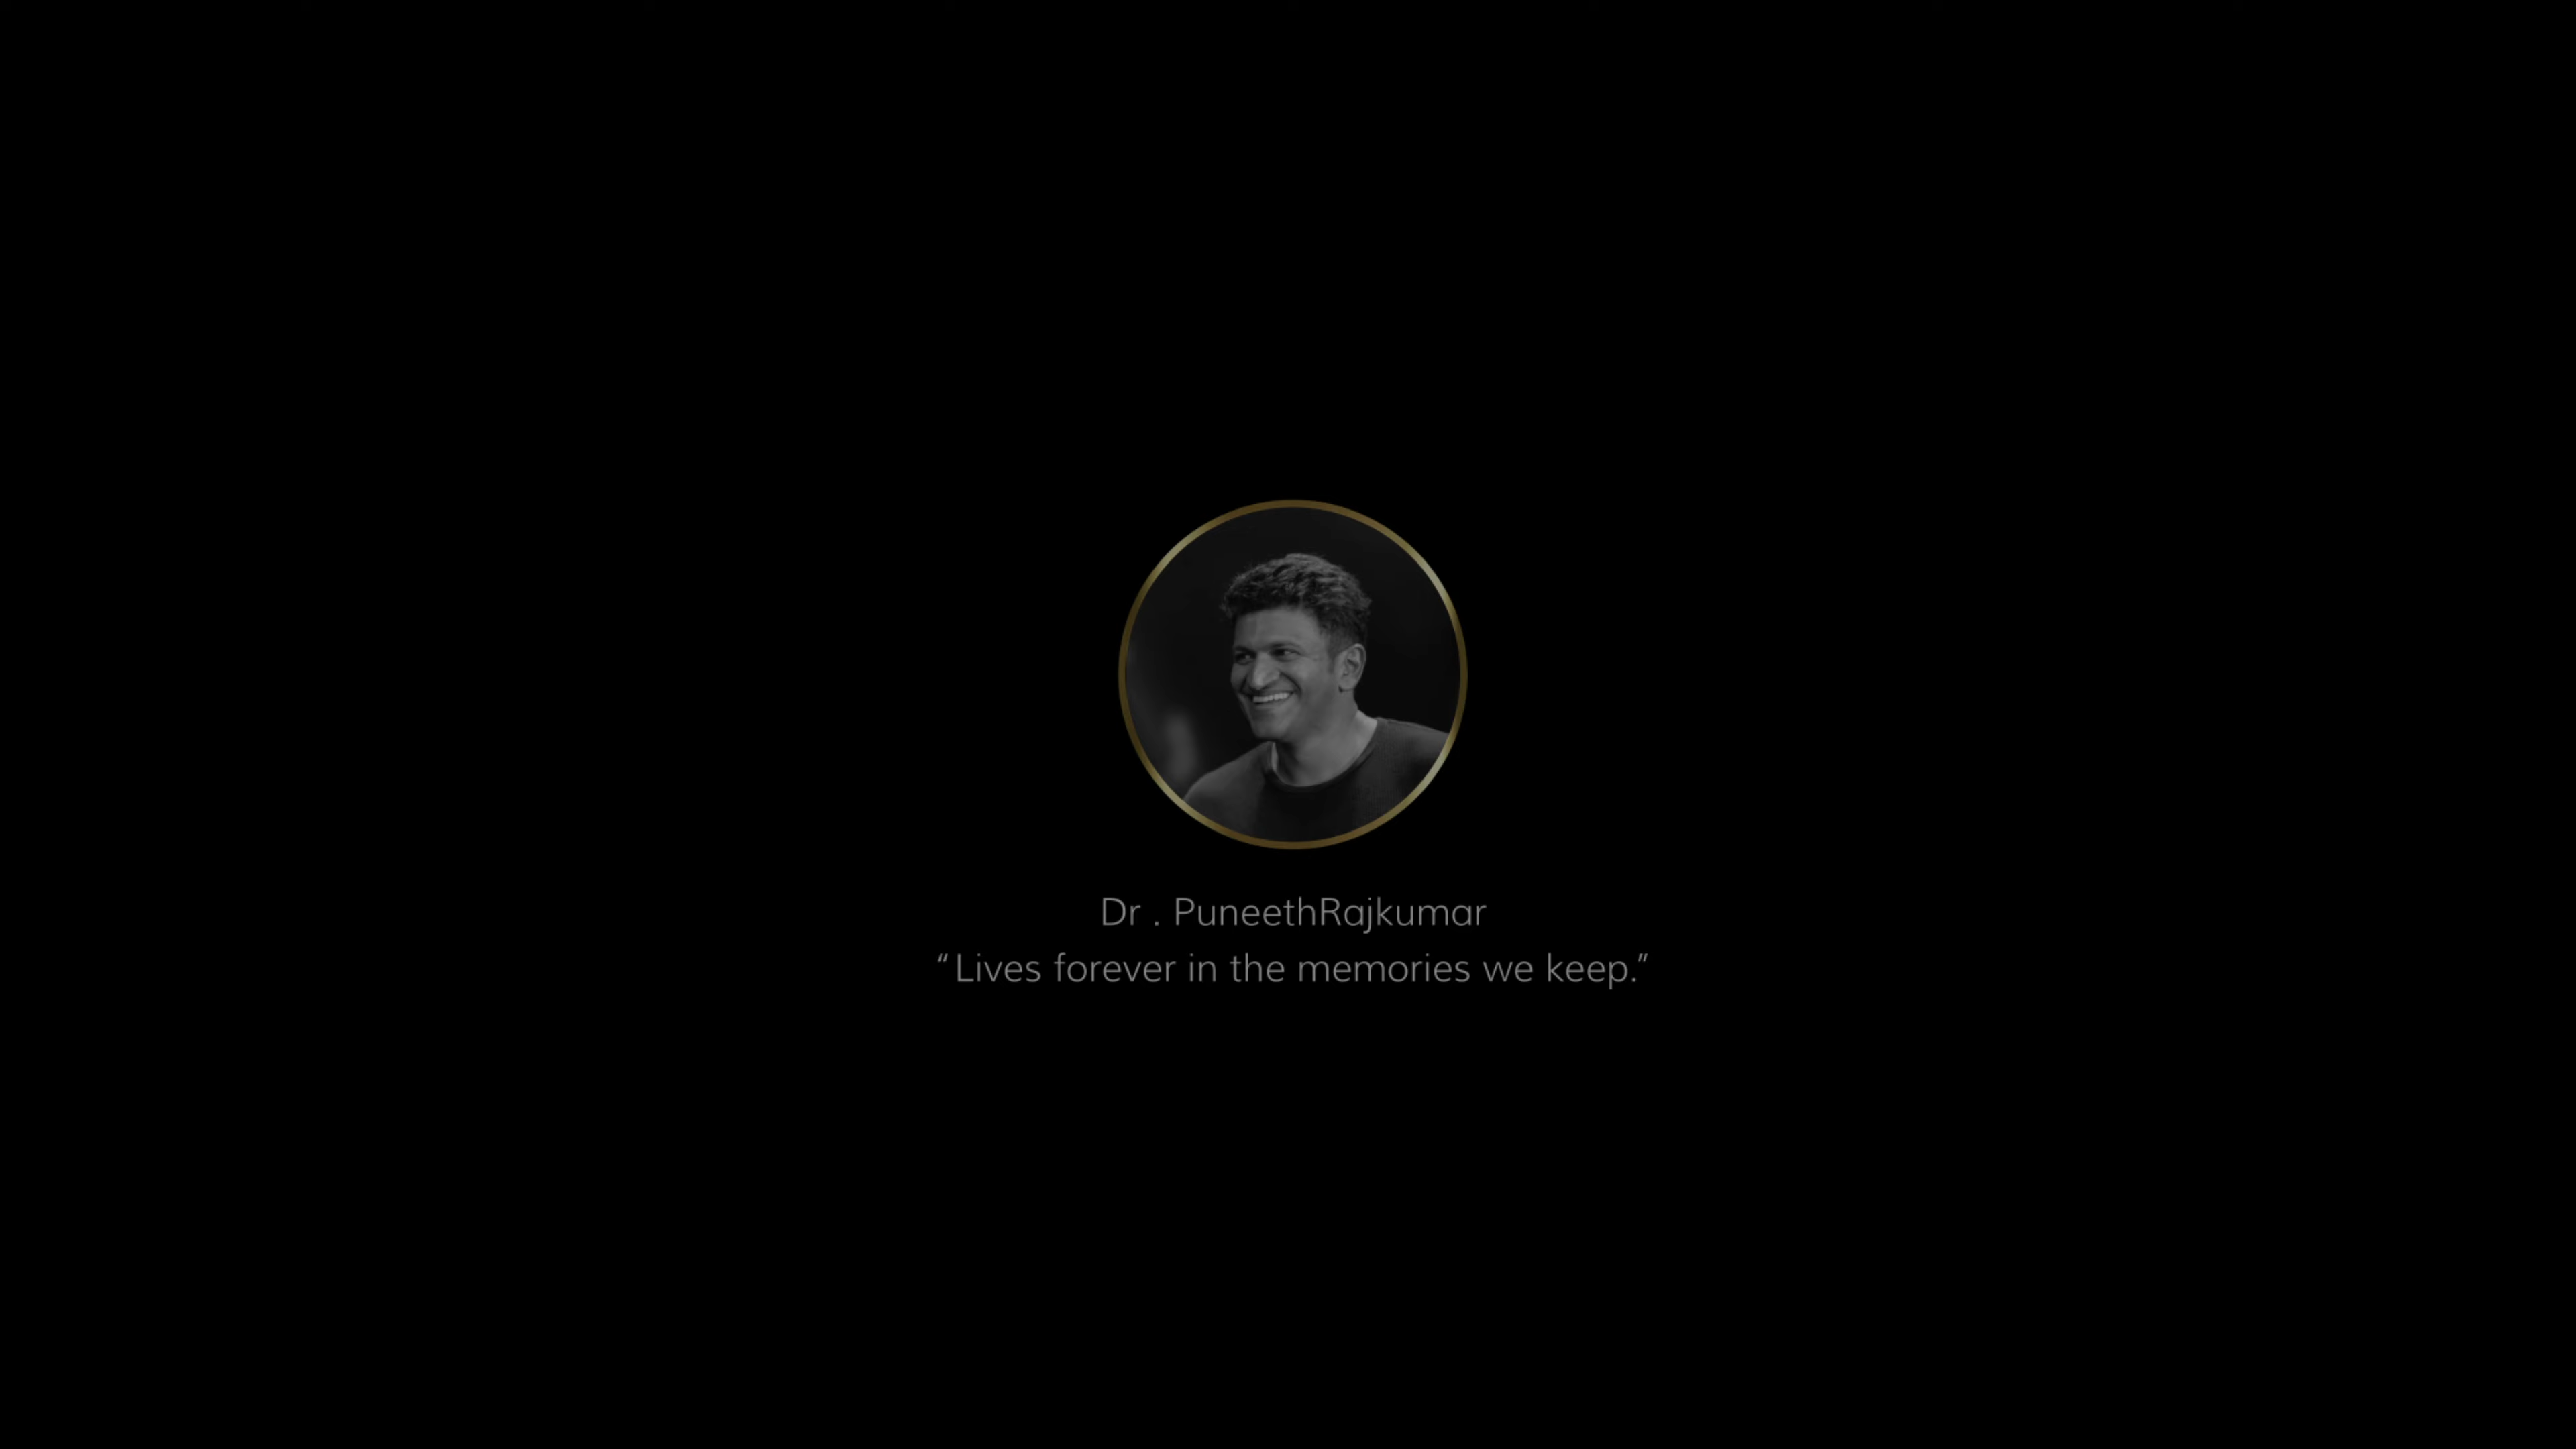 Dr . PuneethRajkumar
“Lives forever in the memories we keep.”